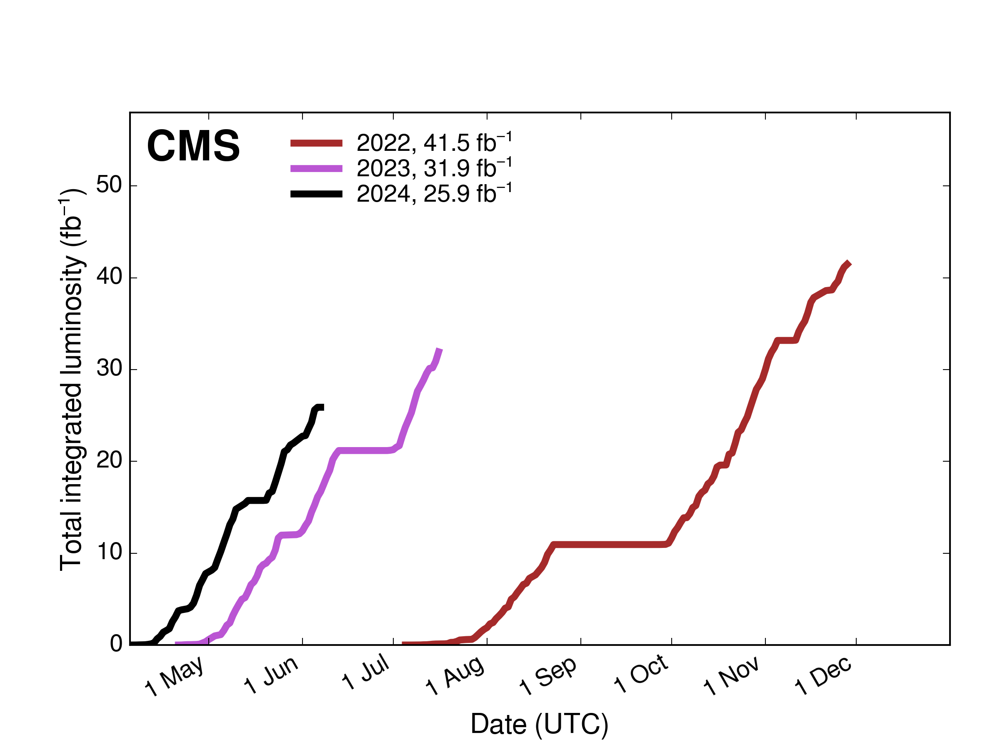 CMS
2022, 41.5 fb⁻¹
2023, 31.9 fb⁻¹
2024, 25.9 fb⁻¹
Total integrated luminosity (fb⁻¹)
50
40
30
20
10
0
1 May
1 Jun
1 Jul
1 Aug
1 Sep
1 Oct
1 Nov
1 Dec
Date (UTC)